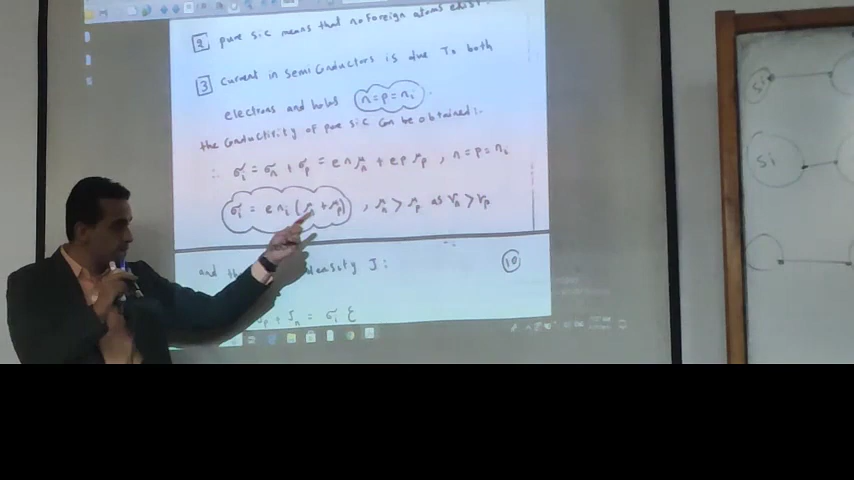 [2] pure s.c means that no foreign atoms exist.
[3] Current in semiconductors is due To both
electrons and holes n = p = ni .
the conductivity of pure s.c can be obtained :-
∴ σi = σn + σp = e n μn + e p μp , n = p = ni
σi = e ni (μn + μp) , μn > μp as vn > vp
and the density J :
10
Jp + Jn = σi ε
Si
Si